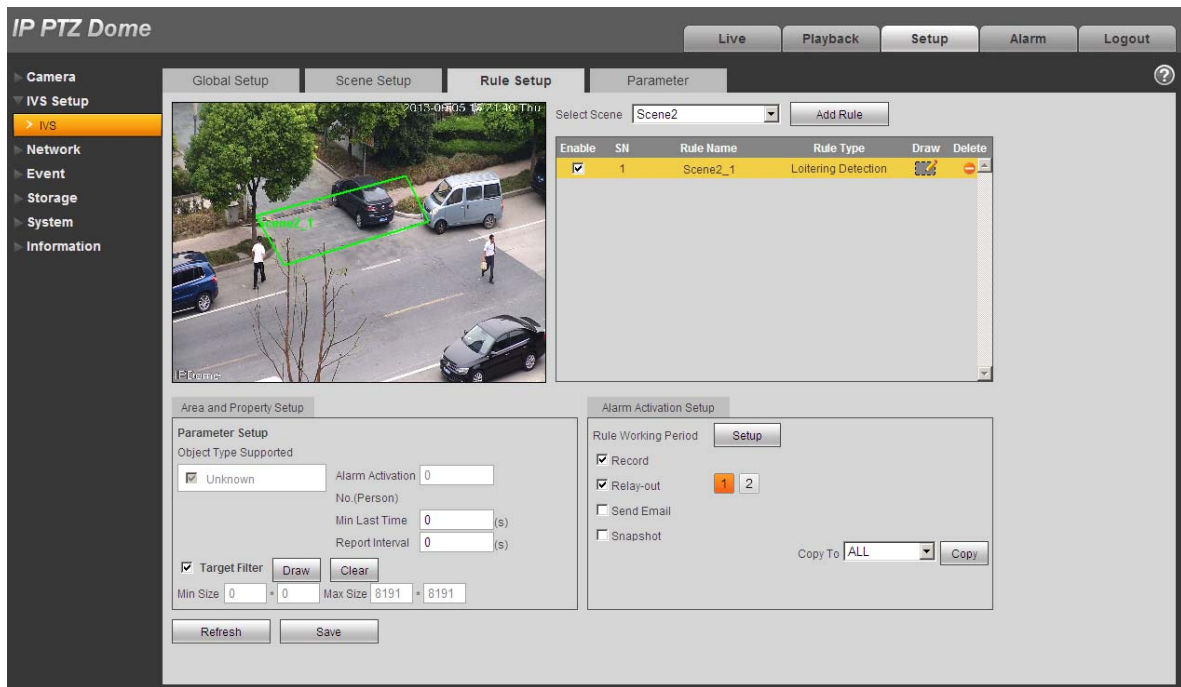 IP PTZ Dome
Live
Playback
Setup
Alarm
Logout
Camera
IVS Setup
> IVS
Network
Event
Storage
System
Information
Global Setup
Scene Setup
Rule Setup
Parameter
?
Thu
Scene2_1
IPDome
Select Scene Scene2 Add Rule
Enable SN Rule Name Rule Type Draw Delete
1 Scene2_1 Loitering Detection
Area and Property Setup
Parameter Setup
Object Type Supported
Unknown
Alarm Activation 0
No.(Person)
Min Last Time 0 (s)
Report Interval 0 (s)
Target Filter Draw Clear
Min Size 0 * 0 Max Size 8191 * 8191
Alarm Activation Setup
Rule Working Period Setup
Record
Relay-out 1 2
Send Email
Snapshot
Copy To ALL Copy
Refresh Save